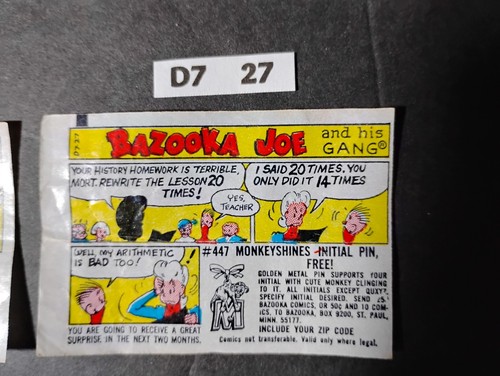 D7 27
D7-27
BAZOOKA JOE and his
GANG®
YOUR HISTORY HOMEWORK IS TERRIBLE,
MORT. REWRITE THE LESSON 20
TIMES!
YES,
TEACHER
I SAID 20 TIMES. YOU
ONLY DID IT 14 TIMES
WELL, MY ARITHMETIC
IS BAD TOO!
!
YOU ARE GOING TO RECEIVE A GREAT
SURPRISE IN THE NEXT TWO MONTHS.
#447 MONKEYSHINES INITIAL PIN,
FREE!
GOLDEN METAL PIN SUPPORTS YOUR
INITIAL WITH CUTE MONKEY CLINGING
TO IT. ALL INITIALS EXCEPT QUXYZ.
SPECIFY INITIAL DESIRED. SEND
BAZOOKA COMICS, OR 50¢ AND 10 COM-
ICS, TO BAZOOKA, BOX 9200, ST. PAUL,
MINN. 55177.
INCLUDE YOUR ZIP CODE
Comics not transferable. Valid only where legal.
M